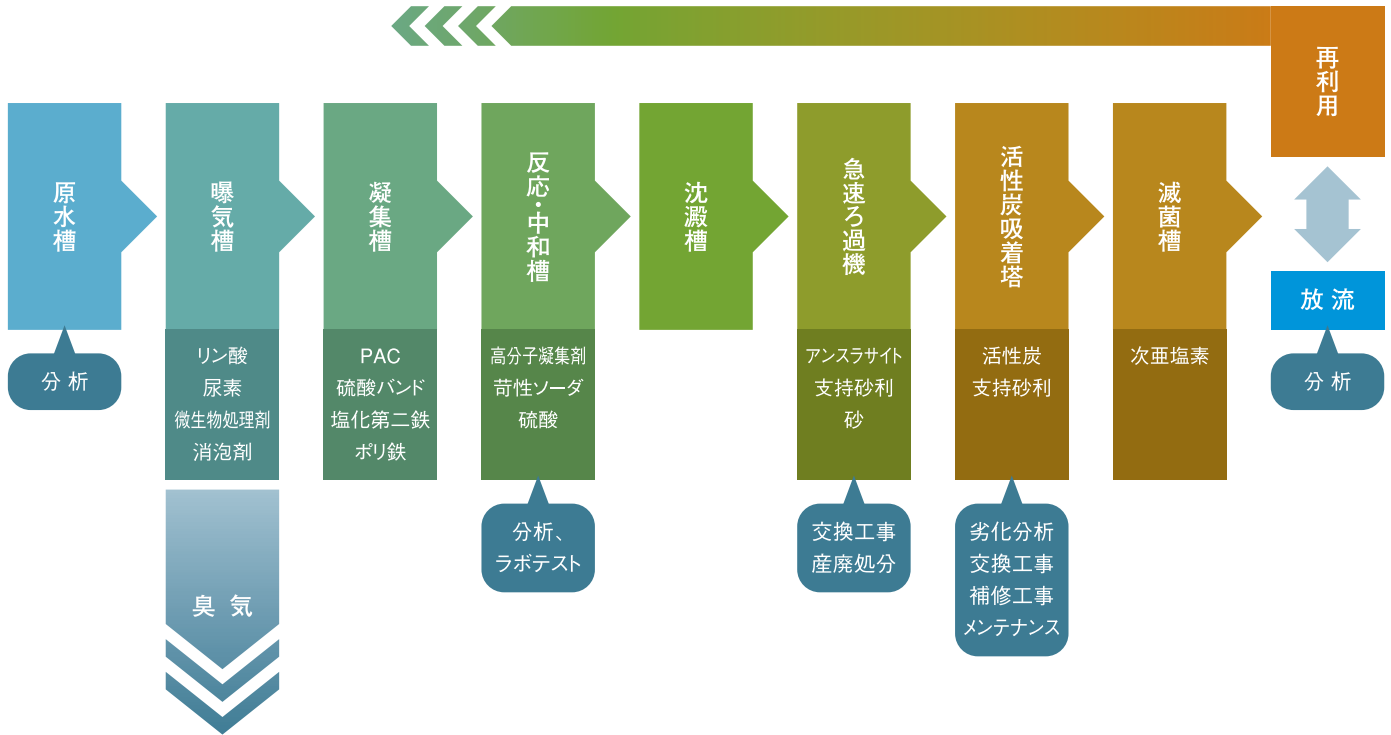 再利用
原水槽
曝気槽
凝集槽
反応・中和槽
沈澱槽
急速ろ過機
活性炭吸着塔
滅菌槽
放流
分析
リン酸
尿素
微生物処理剤
消泡剤
PAC
硫酸バンド
塩化第二鉄
ポリ鉄
高分子凝集剤
苛性ソーダ
硫酸
アンスラサイト
支持砂利
砂
活性炭
支持砂利
次亜塩素
分析
臭気
分析、
ラボテスト
交換工事
産廃処分
劣化分析
交換工事
補修工事
メンテナンス